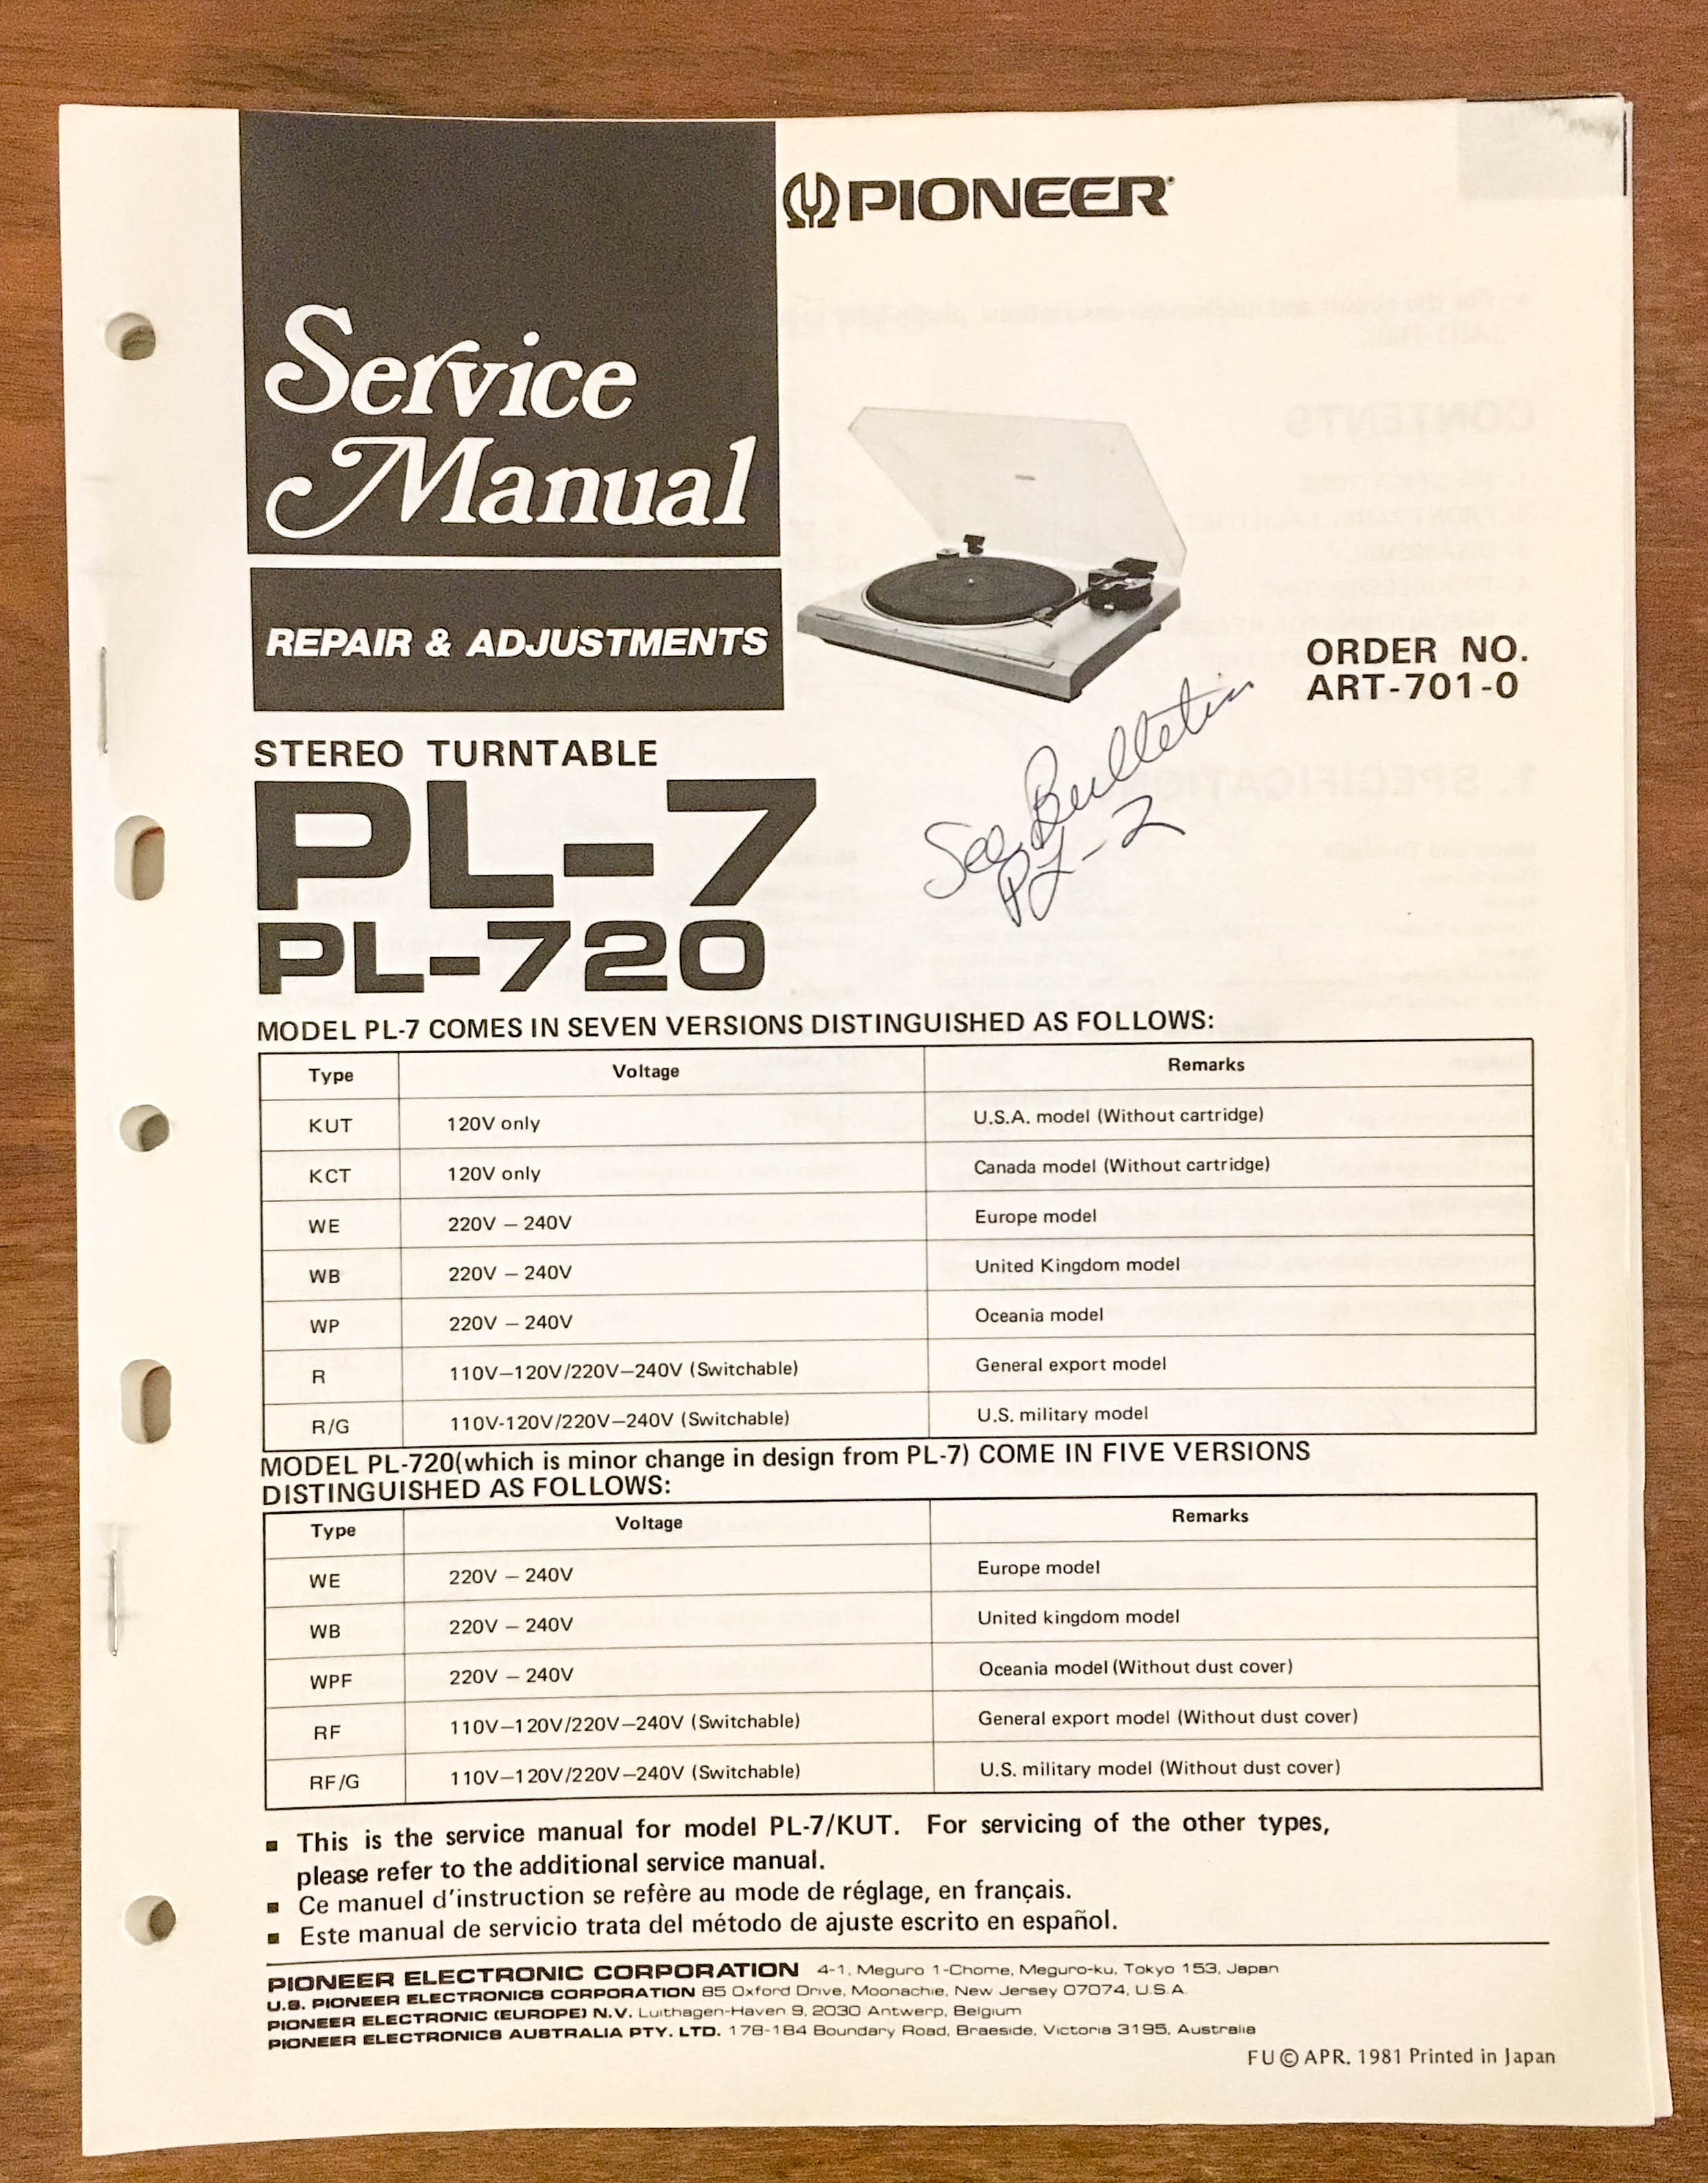 PIONEER
Service
Manual
REPAIR & ADJUSTMENTS
ORDER NO.
ART-701-0
STEREO TURNTABLE
PL-7
PL-720
See Bulletin
PL-2
MODEL PL-7 COMES IN SEVEN VERSIONS DISTINGUISHED AS FOLLOWS:
Type Voltage Remarks
KUT 120V only U.S.A. model (Without cartridge)
KCT 120V only Canada model (Without cartridge)
WE 220V – 240V Europe model
WB 220V – 240V United Kingdom model
WP 220V – 240V Oceania model
R 110V–120V/220V–240V (Switchable) General export model
R/G 110V-120V/220V–240V (Switchable) U.S. military model
MODEL PL-720(which is minor change in design from PL-7) COME IN FIVE VERSIONS
DISTINGUISHED AS FOLLOWS:
Type Voltage Remarks
WE 220V – 240V Europe model
WB 220V – 240V United kingdom model
WPF 220V – 240V Oceania model (Without dust cover)
RF 110V–120V/220V–240V (Switchable) General export model (Without dust cover)
RF/G 110V–120V/220V–240V (Switchable) U.S. military model (Without dust cover)
■ This is the service manual for model PL-7/KUT. For servicing of the other types,
please refer to the additional service manual.
■ Ce manuel d'instruction se refère au mode de réglage, en français.
■ Este manual de servicio trata del método de ajuste escrito en español.
PIONEER ELECTRONIC CORPORATION 4-1, Meguro 1-Chome, Meguro-ku, Tokyo 153, Japan
U.S. PIONEER ELECTRONICS CORPORATION 85 Oxford Drive, Moonachie, New Jersey 07074, U.S.A.
PIONEER ELECTRONIC (EUROPE) N.V. Luithagen-Haven 9, 2030 Antwerp, Belgium
PIONEER ELECTRONICS AUSTRALIA PTY. LTD. 178-184 Boundary Road, Braeside, Victoria 3195, Australia
FU © APR. 1981 Printed in Japan